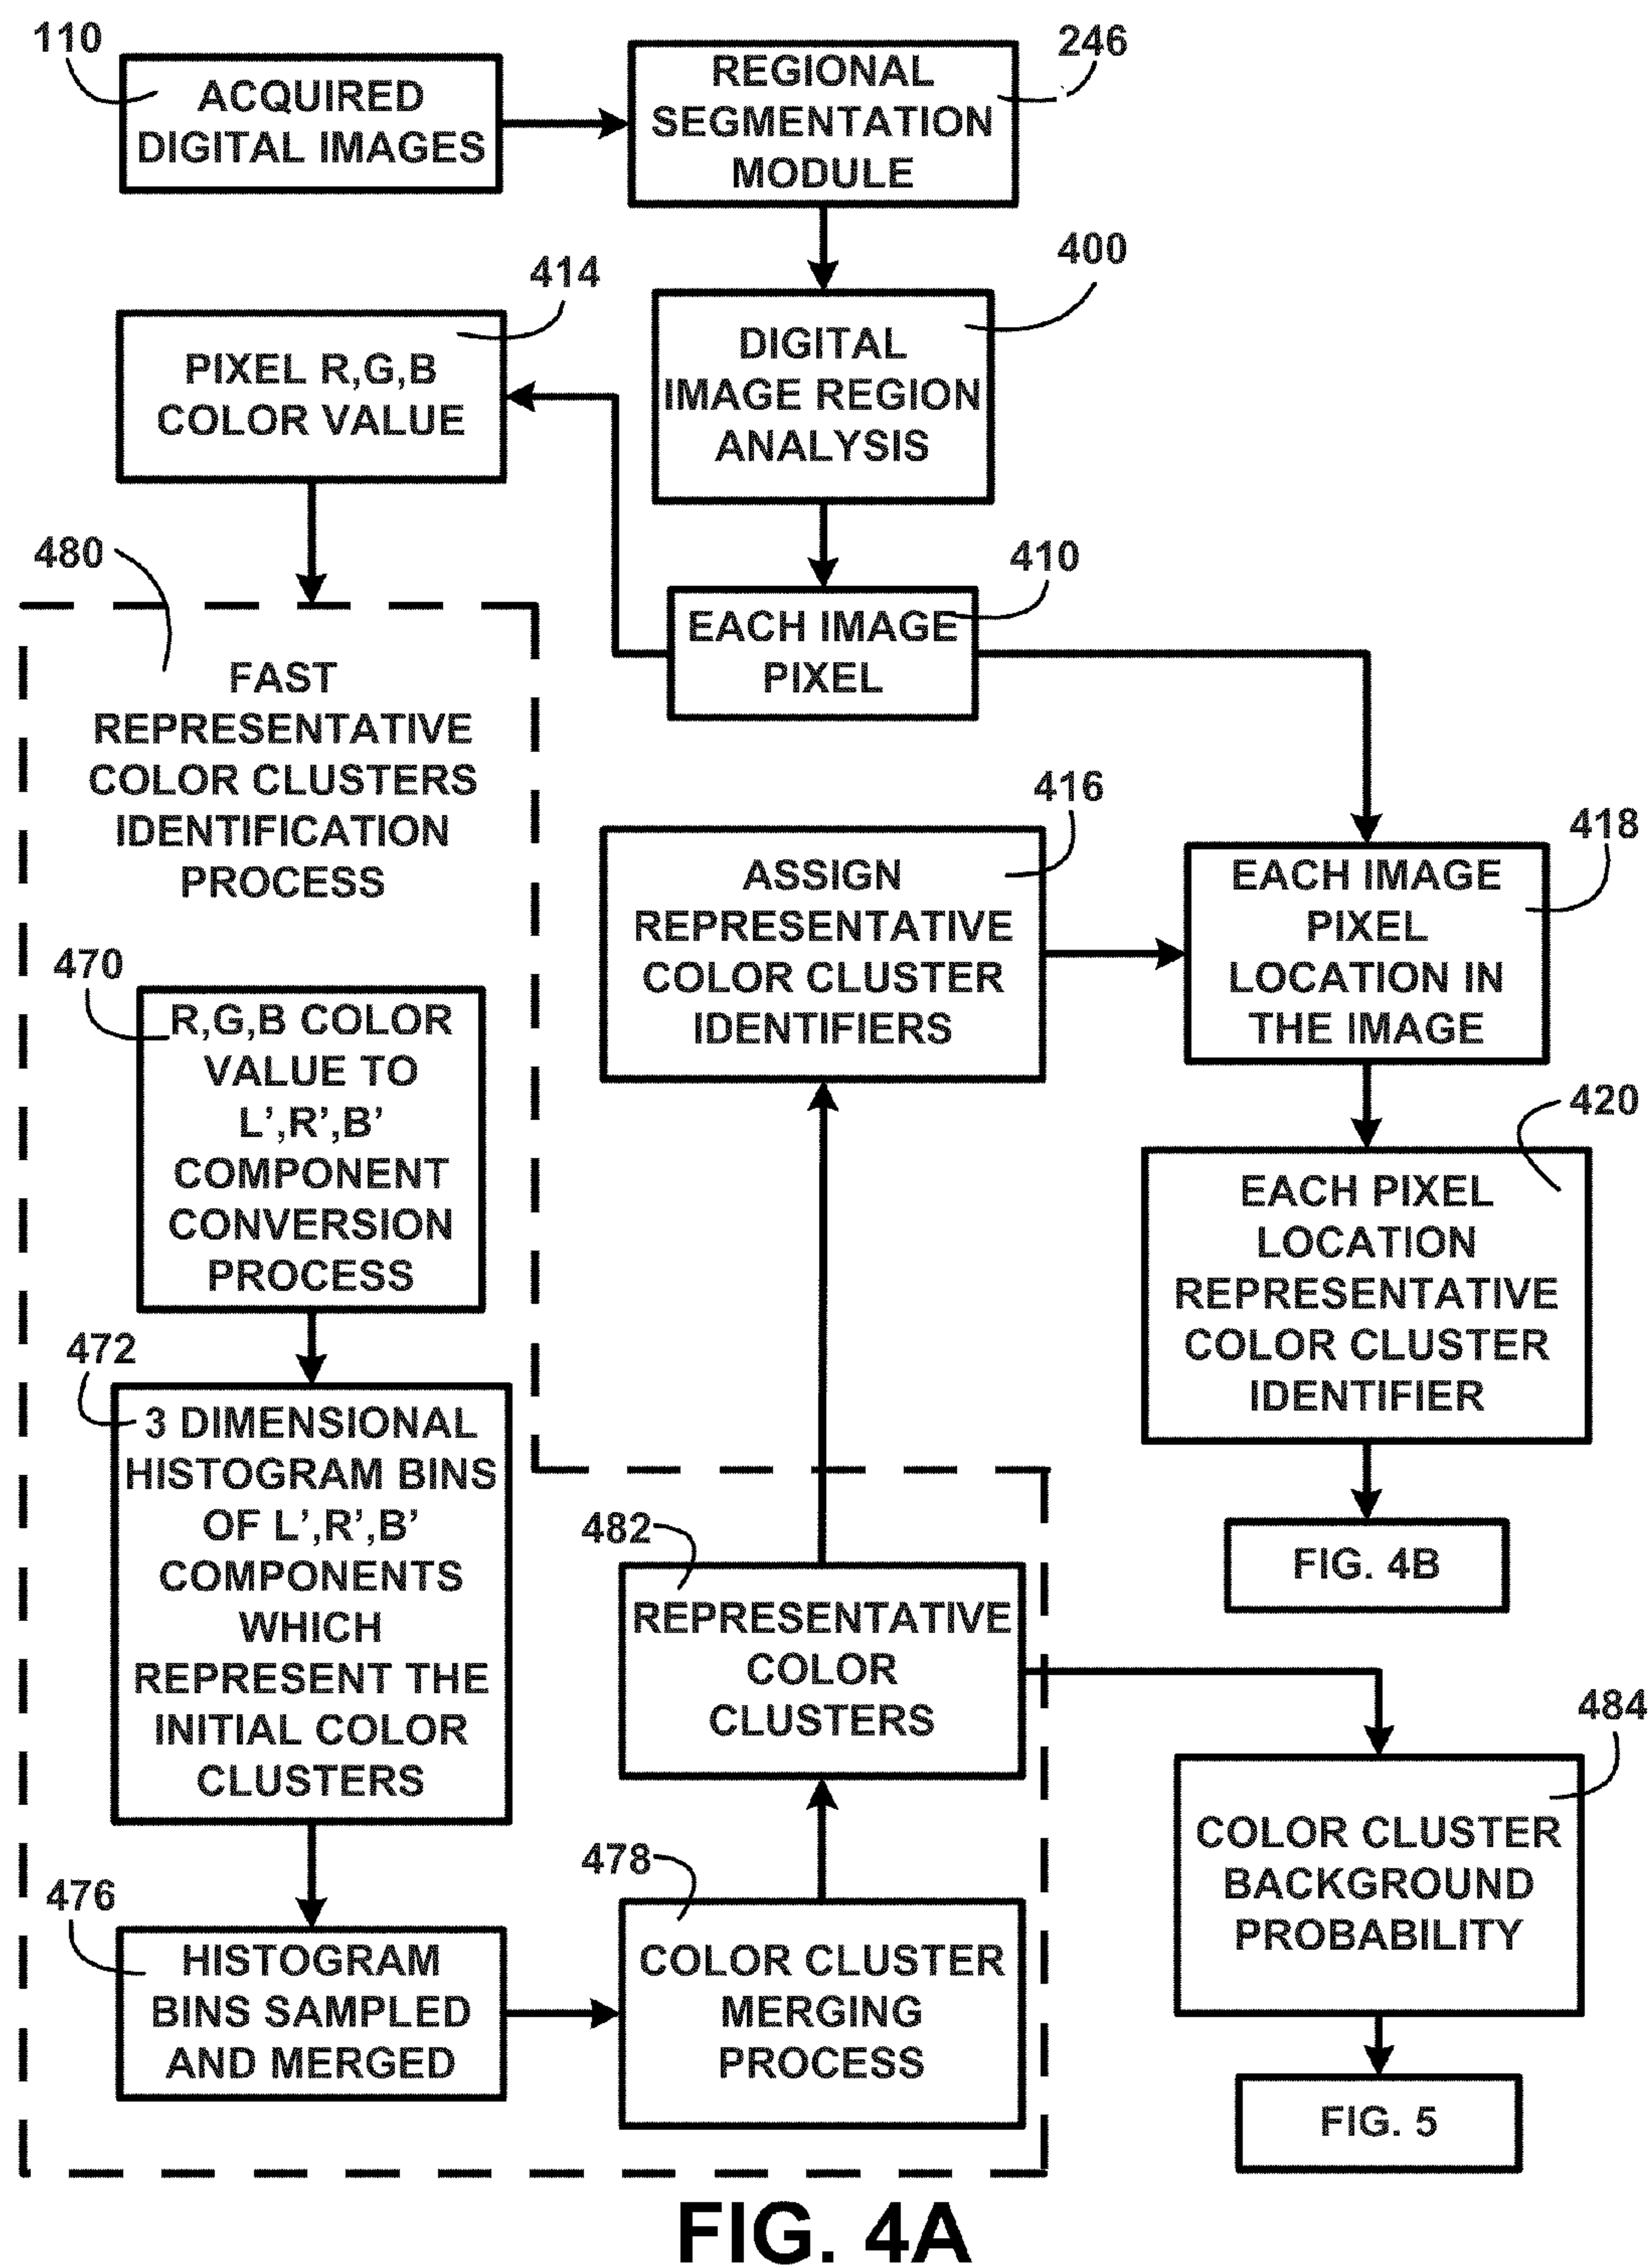 110
ACQUIRED
DIGITAL IMAGES
246
REGIONAL
SEGMENTATION
MODULE
400
DIGITAL
IMAGE REGION
ANALYSIS
414
PIXEL R,G,B
COLOR VALUE
410
EACH IMAGE
PIXEL
480
FAST
REPRESENTATIVE
COLOR CLUSTERS
IDENTIFICATION
PROCESS
416
ASSIGN
REPRESENTATIVE
COLOR CLUSTER
IDENTIFIERS
418
EACH IMAGE
PIXEL
LOCATION IN
THE IMAGE
470
R,G,B COLOR
VALUE TO
L’,R’,B’
COMPONENT
CONVERSION
PROCESS
420
EACH PIXEL
LOCATION
REPRESENTATIVE
COLOR CLUSTER
IDENTIFIER
472
3 DIMENSIONAL
HISTOGRAM BINS
OF L’,R’,B’
COMPONENTS
WHICH
REPRESENT THE
INITIAL COLOR
CLUSTERS
482
REPRESENTATIVE
COLOR
CLUSTERS
FIG. 4B
484
COLOR CLUSTER
BACKGROUND
PROBABILITY
476
HISTOGRAM
BINS SAMPLED
AND MERGED
478
COLOR CLUSTER
MERGING
PROCESS
FIG. 5
FIG. 4A